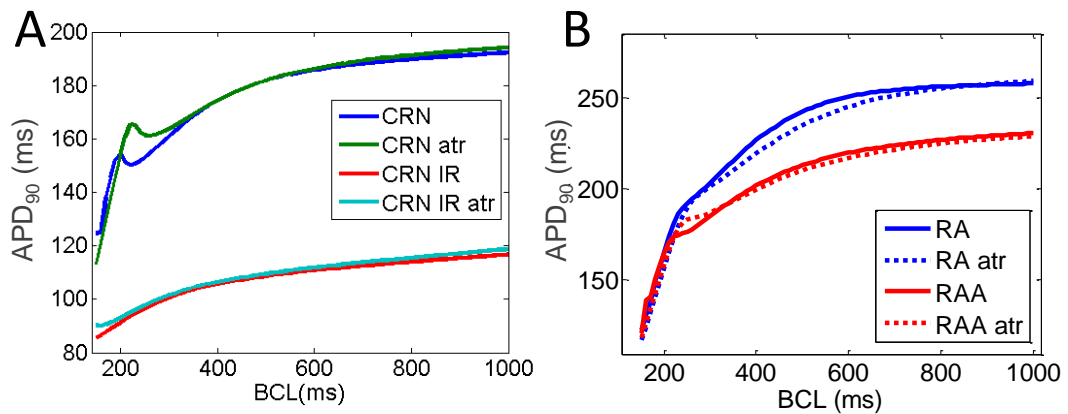 A
200
180
160
140
120
100
80
APD90 (ms)
200
400
600
800
1000
BCL(ms)
CRN
CRN atr
CRN IR
CRN IR atr
B
250
200
150
APD90 (ms)
200
400
600
800
1000
BCL (ms)
RA
RA atr
RAA
RAA atr